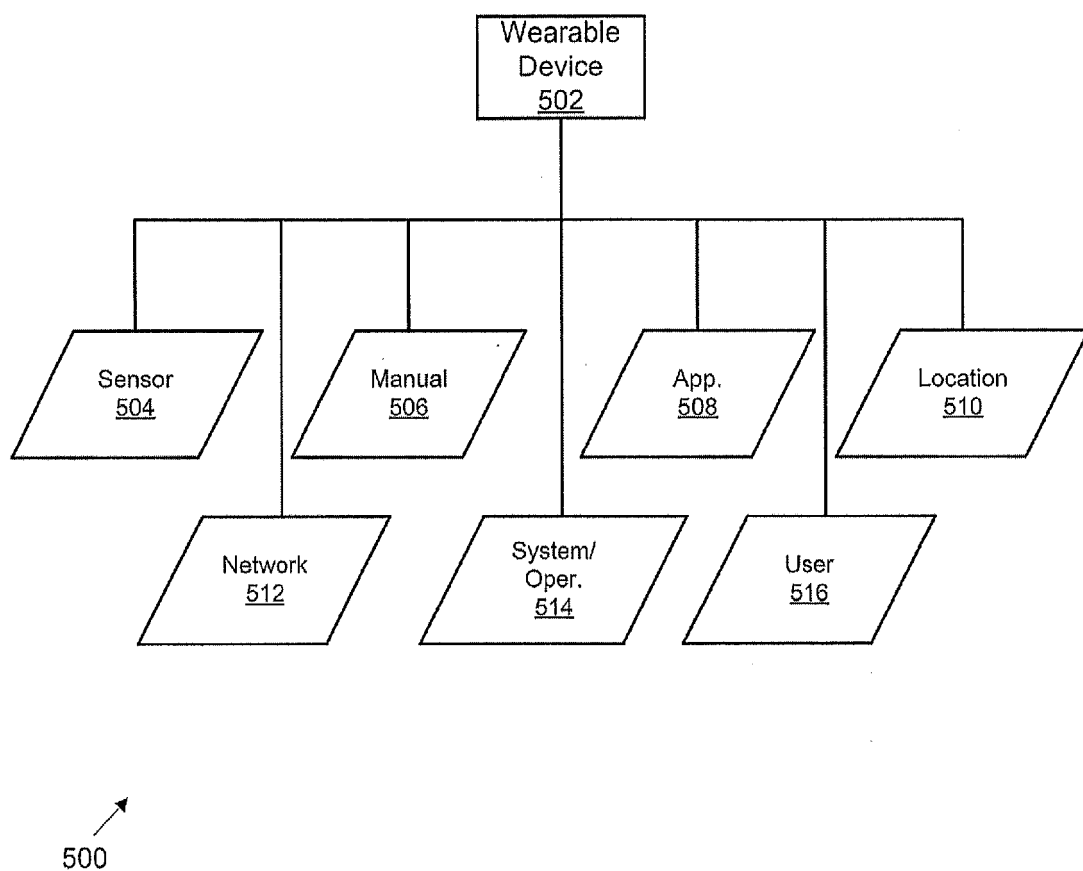 Wearable
Device
502
Sensor
504
Manual
506
App.
508
Location
510
Network
512
System/
Oper.
514
User
516
500